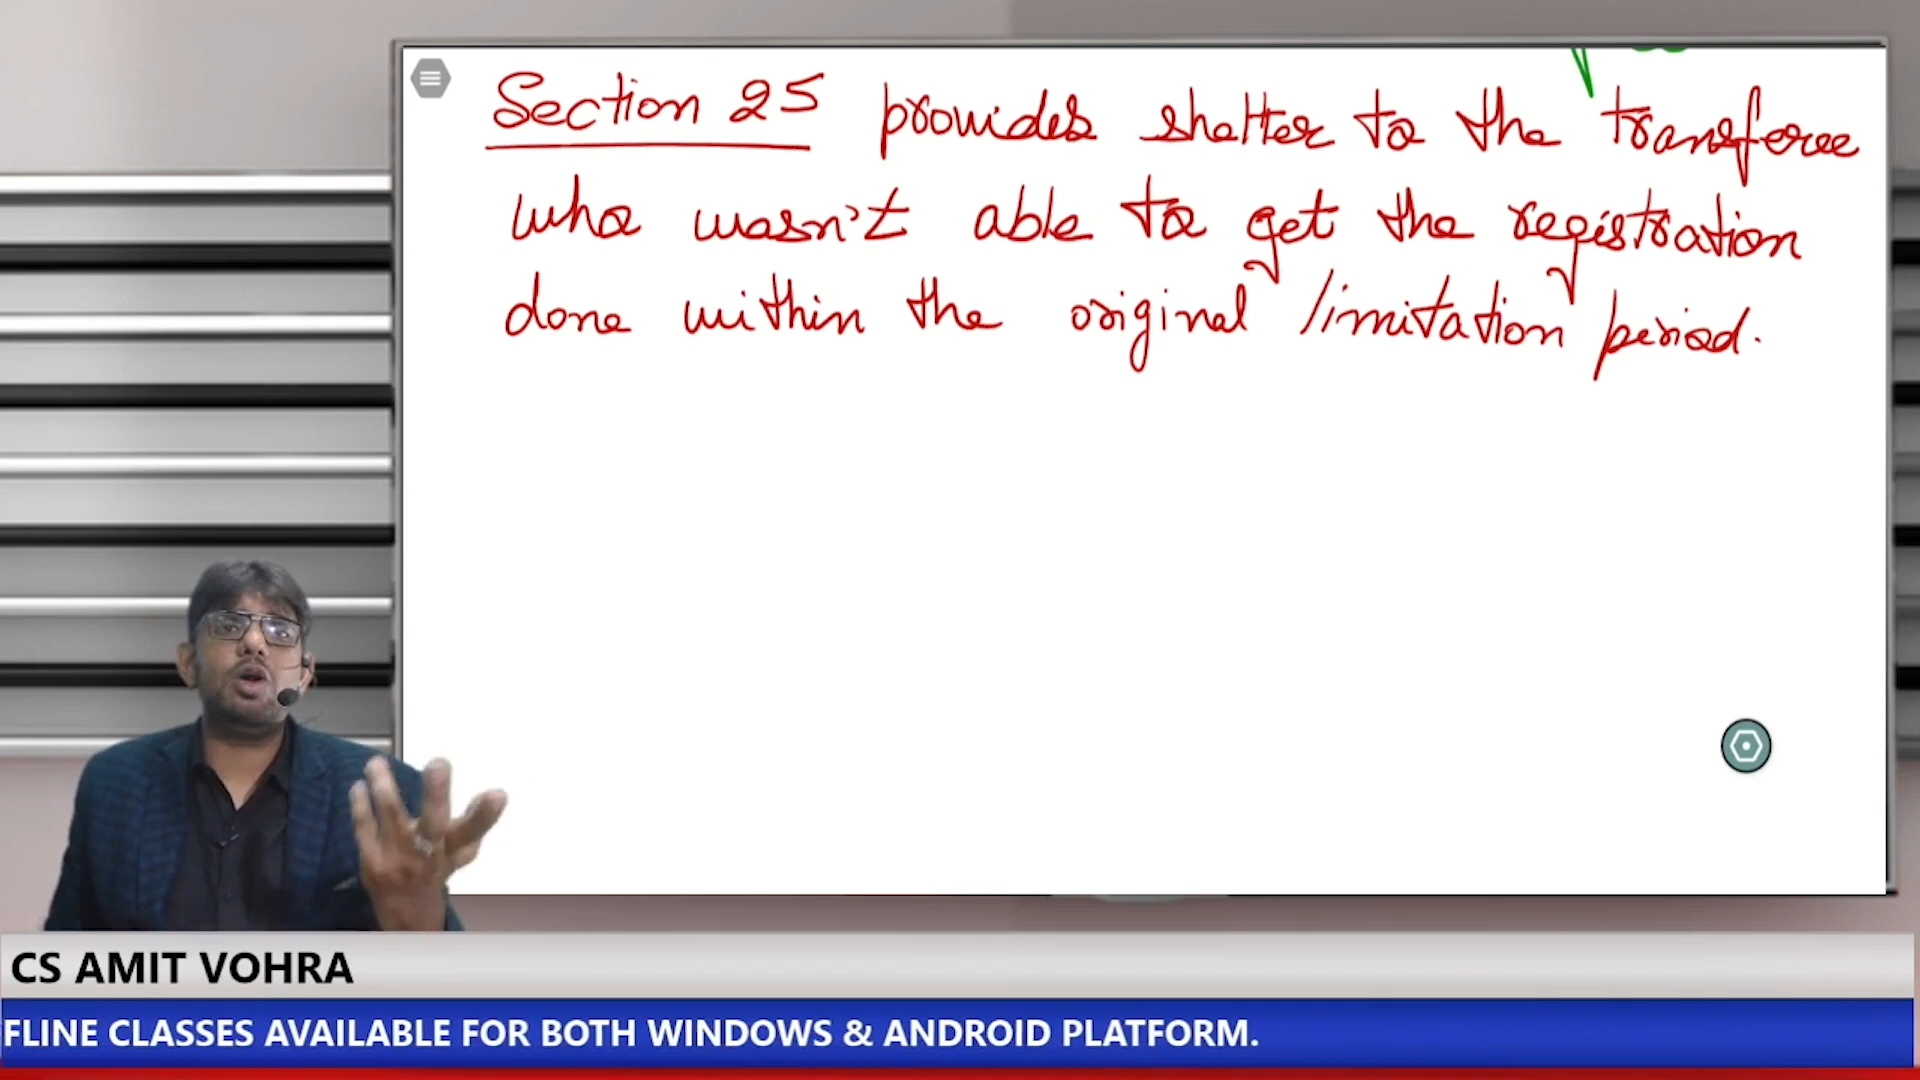 Section 25 provides shelter to the transferee
who wasn't able to get the registration
done within the original limitation period.
CS AMIT VOHRA
FLINE CLASSES AVAILABLE FOR BOTH WINDOWS & ANDROID PLATFORM.